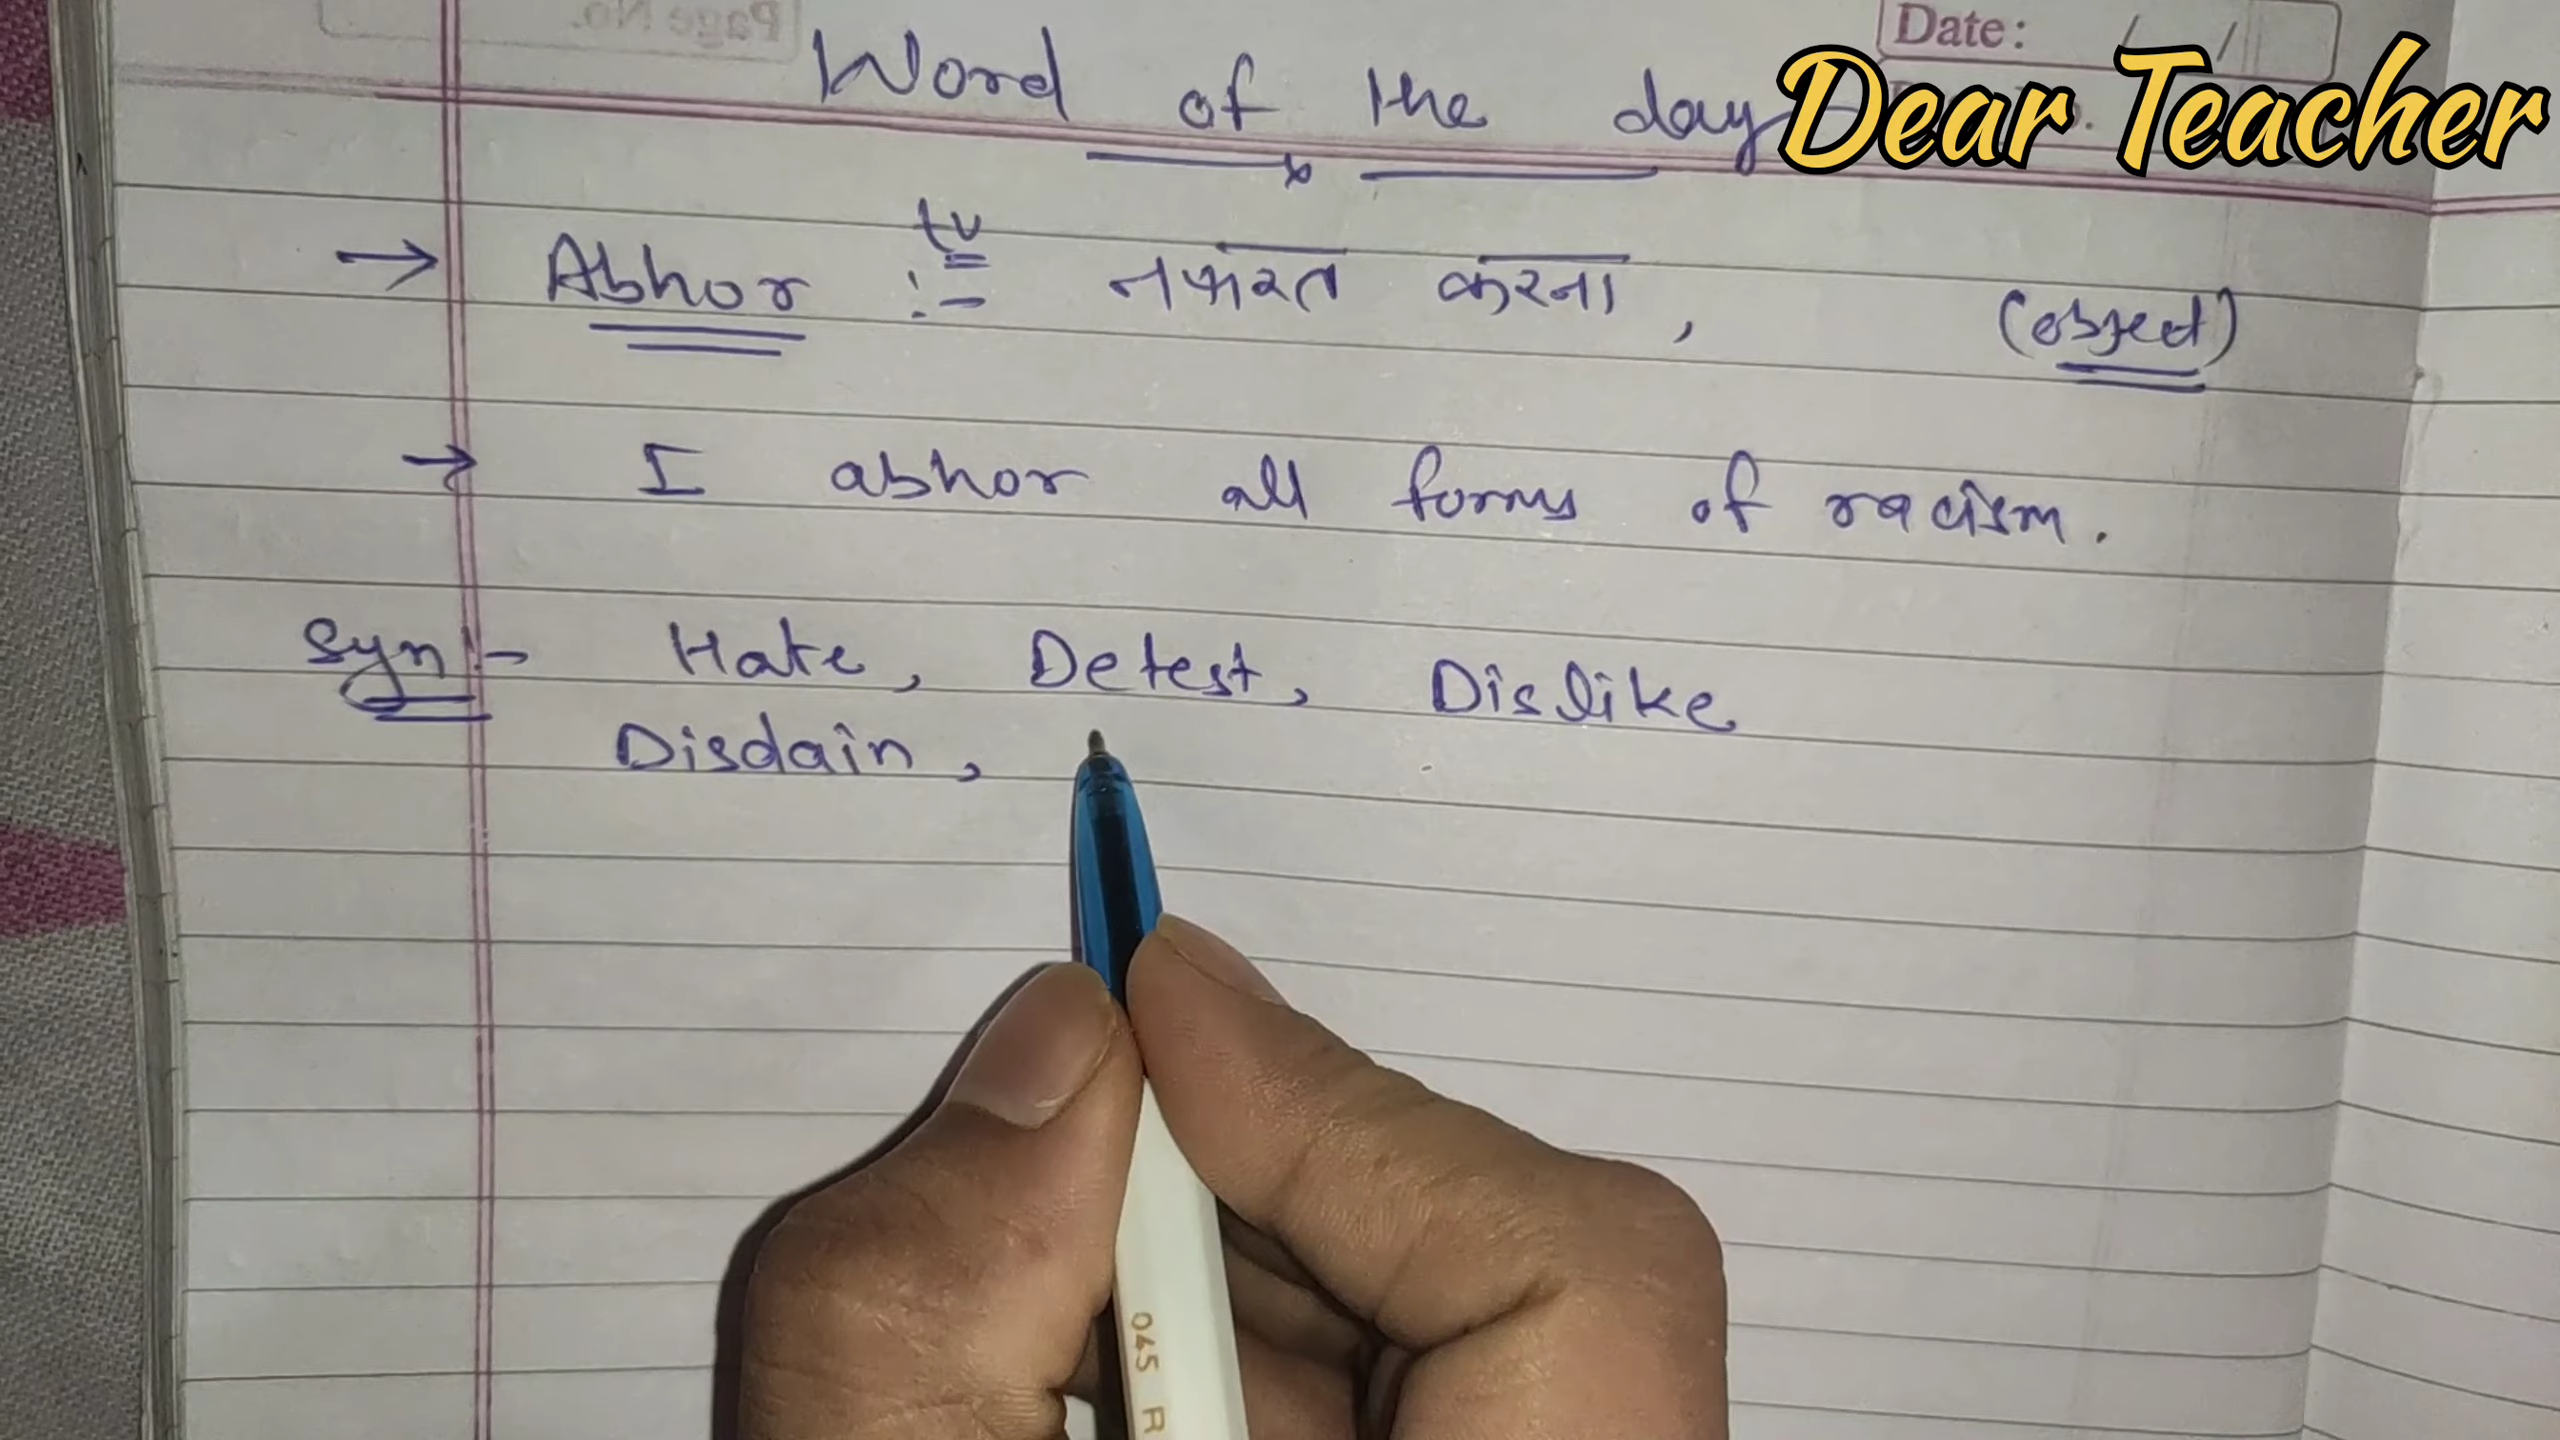 Page No.
Date: / /
Dear Teacher
Word of the day
tv
Abhor :- नफरत करना, (object)
→ I abhor all forms of racism.
Syn :- Hate, Detest, Dislike
Disdain,
045 R